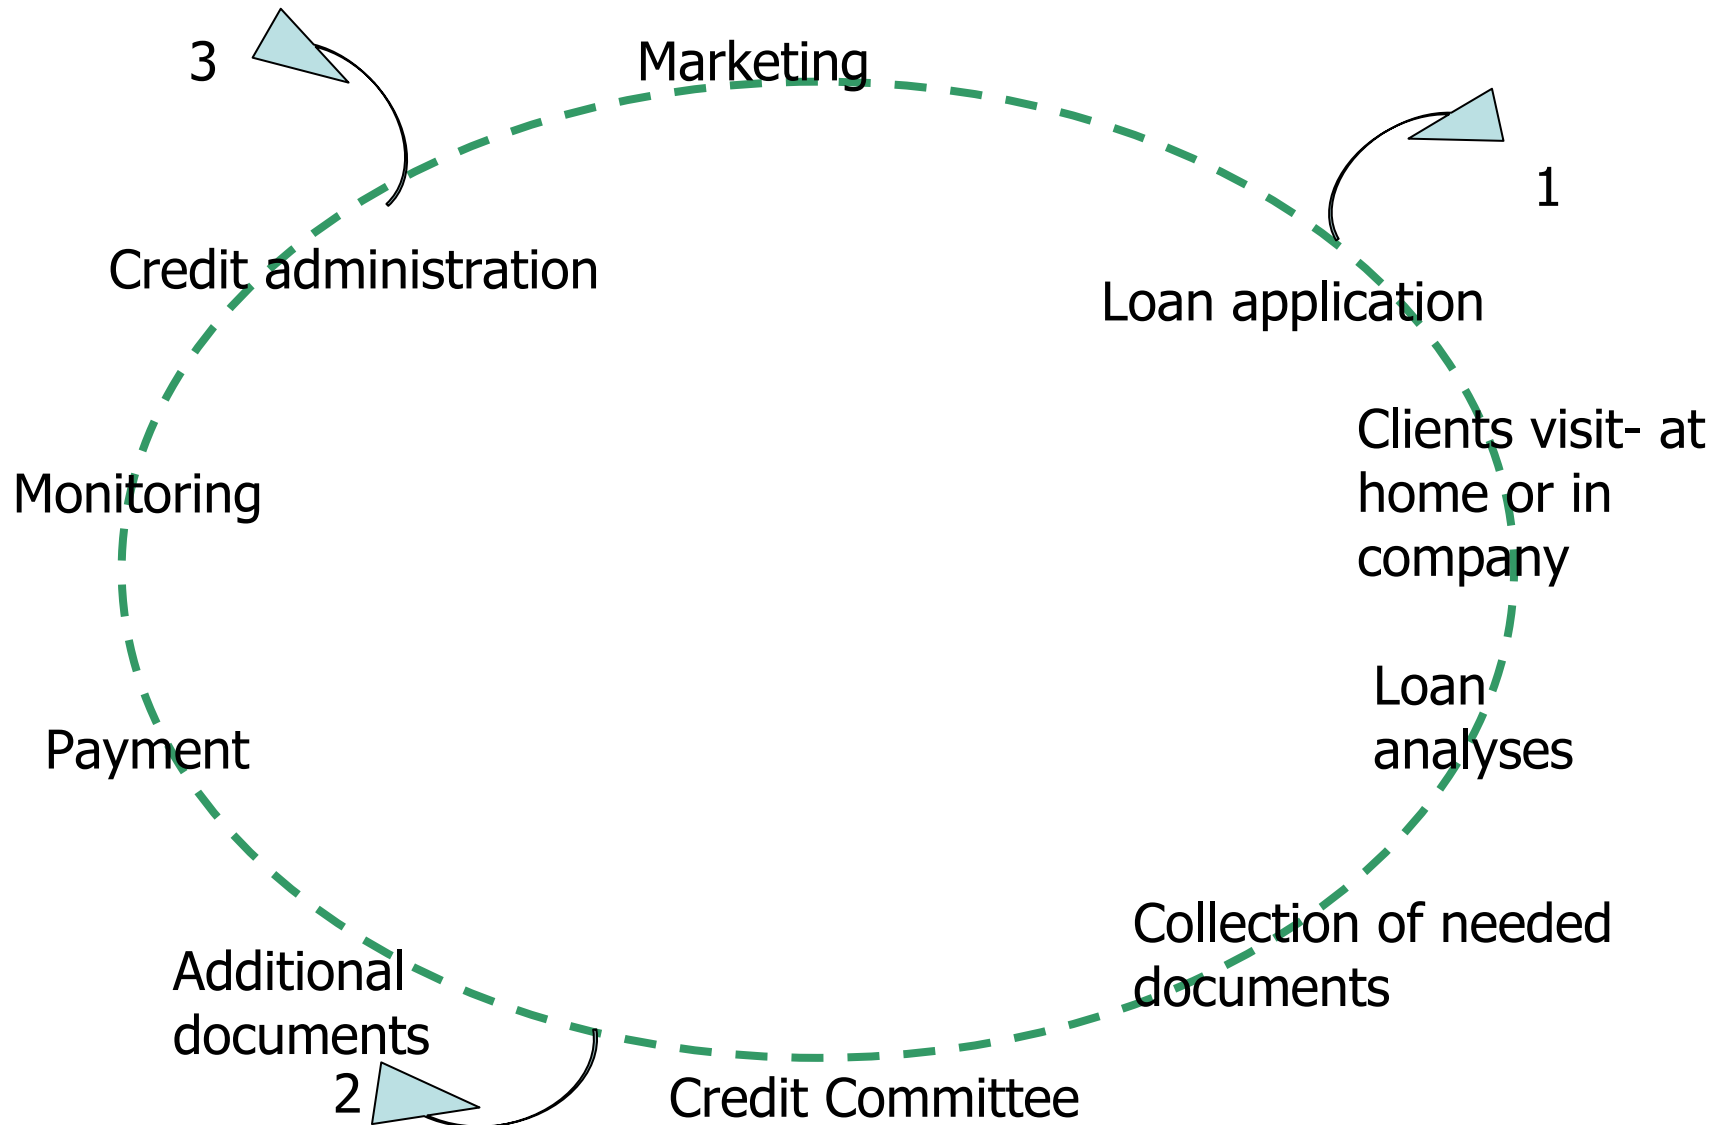 3
Marketing
1
Credit administration
Loan application
Clients visit- at
home or in
company
Monitoring
Loan
analyses
Payment
Collection of needed
documents
Additional
documents
2
Credit Committee